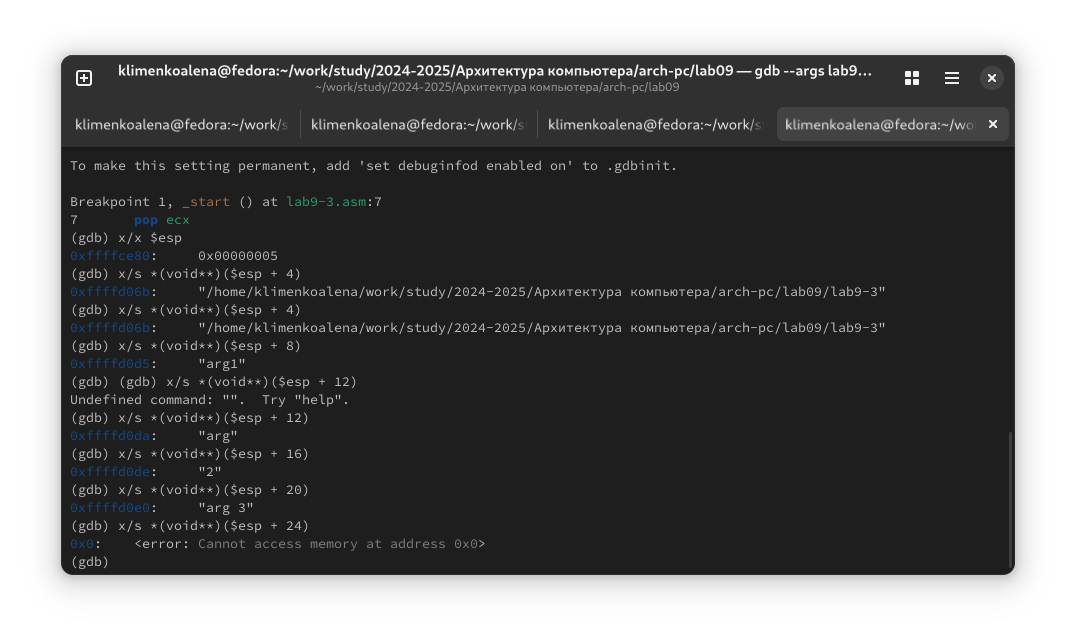 klimenkoalena@fedora:~/work/study/2024-2025/Архитектура компьютера/arch-pc/lab09 — gdb --args lab9…
~/work/study/2024-2025/Архитектура компьютера/arch-pc/lab09
klimenkoalena@fedora:~/work/s klimenkoalena@fedora:~/work/s klimenkoalena@fedora:~/work/s klimenkoalena@fedora:~/wo
To make this setting permanent, add 'set debuginfod enabled on' to .gdbinit.
Breakpoint 1, _start () at lab9-3.asm:7
7       pop ecx
(gdb) x/x $esp
0xffffce80:     0x00000005
(gdb) x/s *(void**)($esp + 4)
0xffffd06b:     "/home/klimenkoalena/work/study/2024-2025/Архитектура компьютера/arch-pc/lab09/lab9-3"
(gdb) x/s *(void**)($esp + 4)
0xffffd06b:     "/home/klimenkoalena/work/study/2024-2025/Архитектура компьютера/arch-pc/lab09/lab9-3"
(gdb) x/s *(void**)($esp + 8)
0xffffd0d5:     "arg1"
(gdb) (gdb) x/s *(void**)($esp + 12)
Undefined command: "".  Try "help".
(gdb) x/s *(void**)($esp + 12)
0xffffd0da:     "arg"
(gdb) x/s *(void**)($esp + 16)
0xffffd0de:     "2"
(gdb) x/s *(void**)($esp + 20)
0xffffd0e0:     "arg 3"
(gdb) x/s *(void**)($esp + 24)
0x0:    <error: Cannot access memory at address 0x0>
(gdb)